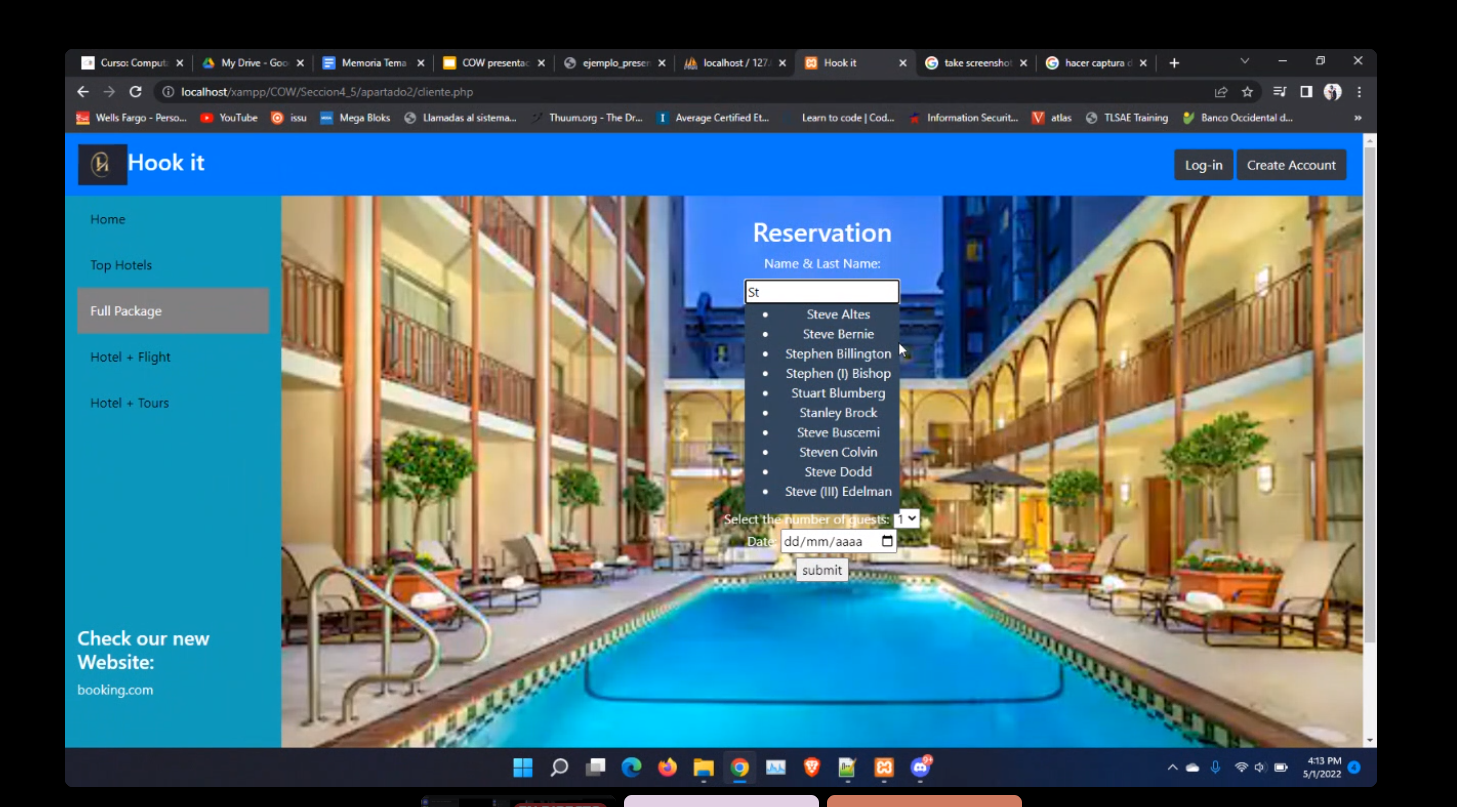 Curso: Comput
My Drive - Goo
Memoria Tema
COW presentac
ejemplo_presen
localhost / 127.
Hook it
take screenshot
hacer captura d
localhost/xampp/COW/Seccion4_5/apartado2/cliente.php
Wells Fargo - Perso...
YouTube
issu
Mega Bloks
Llamadas al sistema...
Thuum.org - The Dr...
Average Certified Et...
Learn to code | Cod...
Information Securit...
atlas
TLSAE Training
Banco Occidental d...
»
Hook it
Log-in
Create Account
Home
Top Hotels
Full Package
Hotel + Flight
Hotel + Tours
Check our new
Website:
booking.com
Reservation
Name & Last Name:
St
Steve Altes
Steve Bernie
Stephen Billington
Stephen (I) Bishop
Stuart Blumberg
Stanley Brock
Steve Buscemi
Steven Colvin
Steve Dodd
Steve (III) Edelman
Select the number of guests: 1
Date: dd/mm/aaaa
submit
4:13 PM
5/1/2022
4